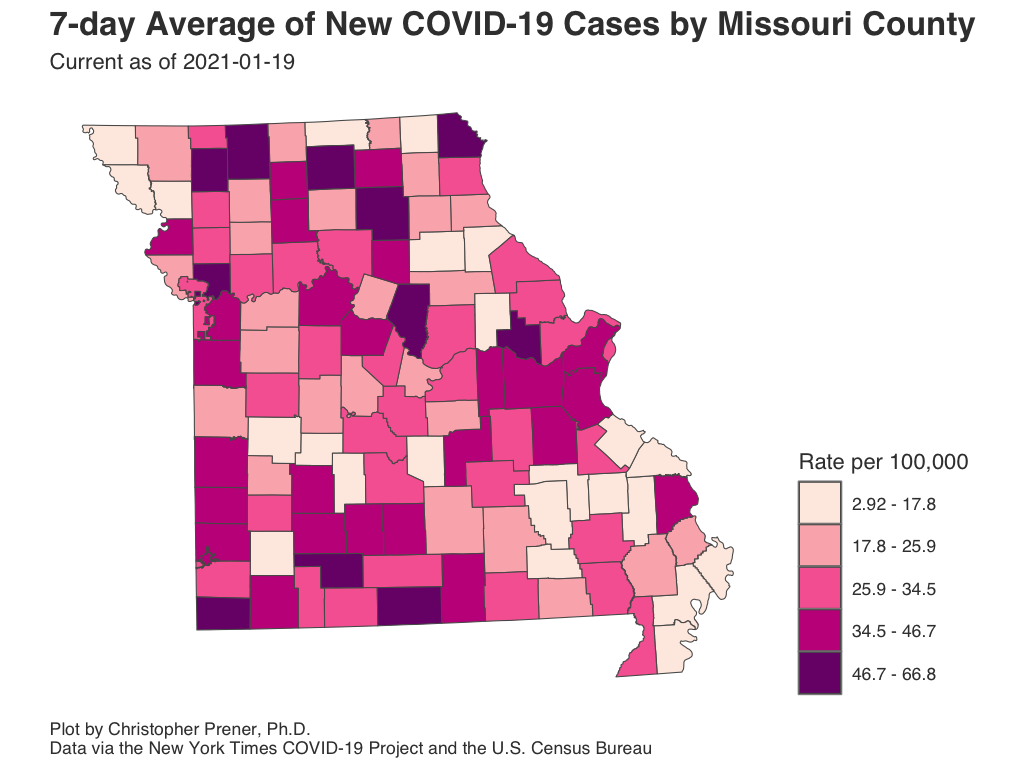 7-day Average of New COVID-19 Cases by Missouri County
Current as of 2021-01-19
Rate per 100,000
2.92 - 17.8
17.8 - 25.9
25.9 - 34.5
34.5 - 46.7
46.7 - 66.8
Plot by Christopher Prener, Ph.D.
Data via the New York Times COVID-19 Project and the U.S. Census Bureau